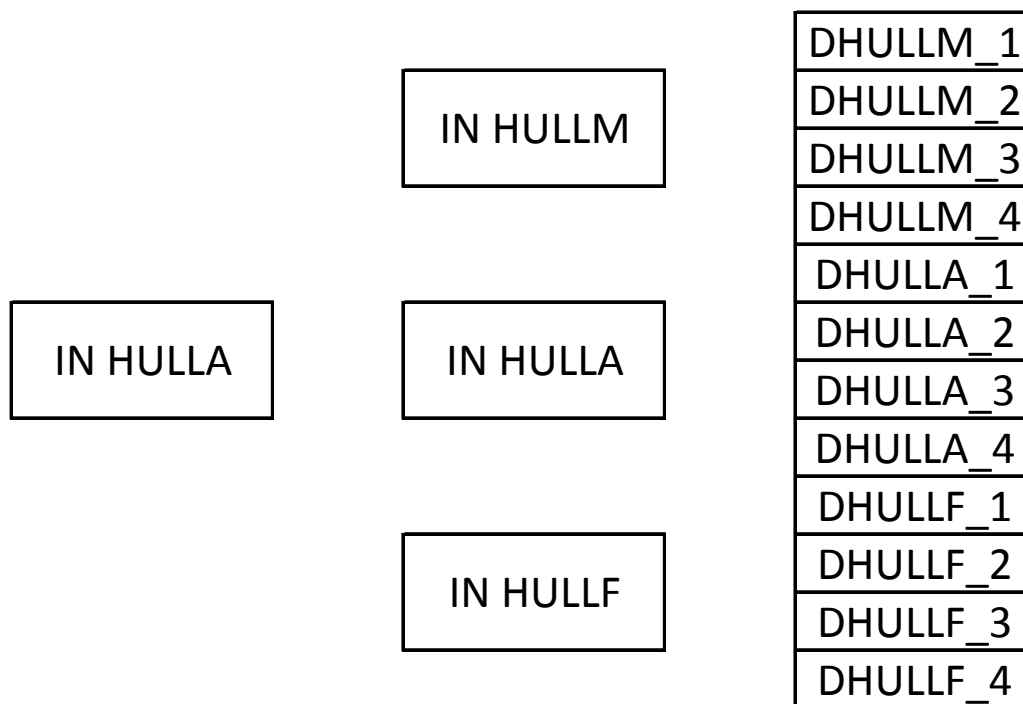 IN HULLA
IN HULLM
IN HULLA
IN HULLF
DHULLM_1
DHULLM_2
DHULLM_3
DHULLM_4
DHULLA_1
DHULLA_2
DHULLA_3
DHULLA_4
DHULLF_1
DHULLF_2
DHULLF_3
DHULLF_4